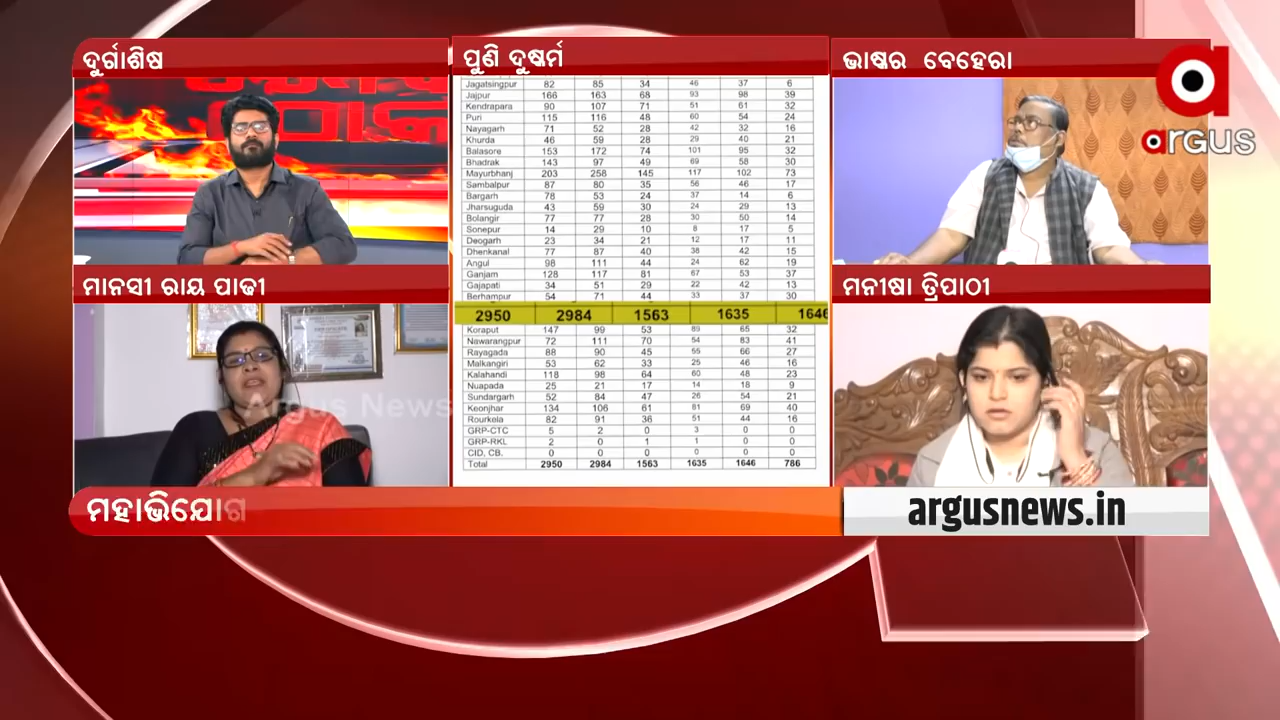 ଦୁର୍ଗାଶିଷ
ପୁଣି ଦୁଷ୍କର୍ମ
ଭାଷ୍କର ବେହେରା
argus
Jagatsingpur 82 85 34 46 37 6
Jajpur 166 163 68 93 98 39
Kendrapara 90 107 71 51 61 32
Puri 115 116 48 60 54 24
Nayagarh 71 52 28 42 32 16
Khurda 46 59 28 29 40 21
Balasore 153 172 74 101 95 32
Bhadrak 143 97 49 69 58 30
Mayurbhanj 203 258 145 117 102 73
Sambalpur 87 80 35 56 46 17
Bargarh 78 53 24 37 14 6
Jharsuguda 43 59 30 24 29 13
Bolangir 77 77 28 30 50 14
Sonepur 14 29 10 8 17 5
Deogarh 23 34 21 12 17 11
Dhenkanal 77 87 40 38 42 15
Angul 98 111 44 24 62 19
Ganjam 128 117 81 67 53 37
Gajapati 34 51 29 22 42 13
Berhampur 54 71 44 33 37 30
2950 2984 1563 1635 1646
Koraput 147 99 53 89 65 32
Nawarangpur 72 111 70 54 83 41
Rayagada 88 90 45 55 66 27
Malkangiri 53 62 33 25 46 16
Kalahandi 118 98 64 60 48 23
Nuapada 25 21 17 14 18 9
Sundargarh 52 84 47 26 54 21
Keonjhar 134 106 61 81 69 40
Rourkela 82 91 36 51 44 16
GRP-CTC 5 2 0 3 0 0
GRP-RKL 2 0 1 1 0 0
CID, CB. 0 0 0 0 0 0
Total 2950 2984 1563 1635 1646 786
ମାନସୀ ରାୟ ପାଢୀ
ମନୀଷା ତ୍ରିପାଠୀ
Argus News
ମହାଭିଯୋଗ
argusnews.in